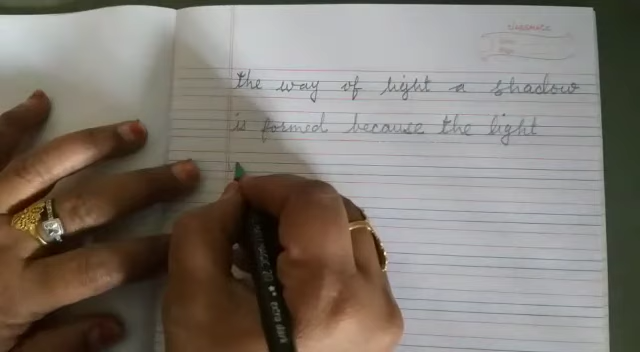 the way of light a shadow
is formed because the light